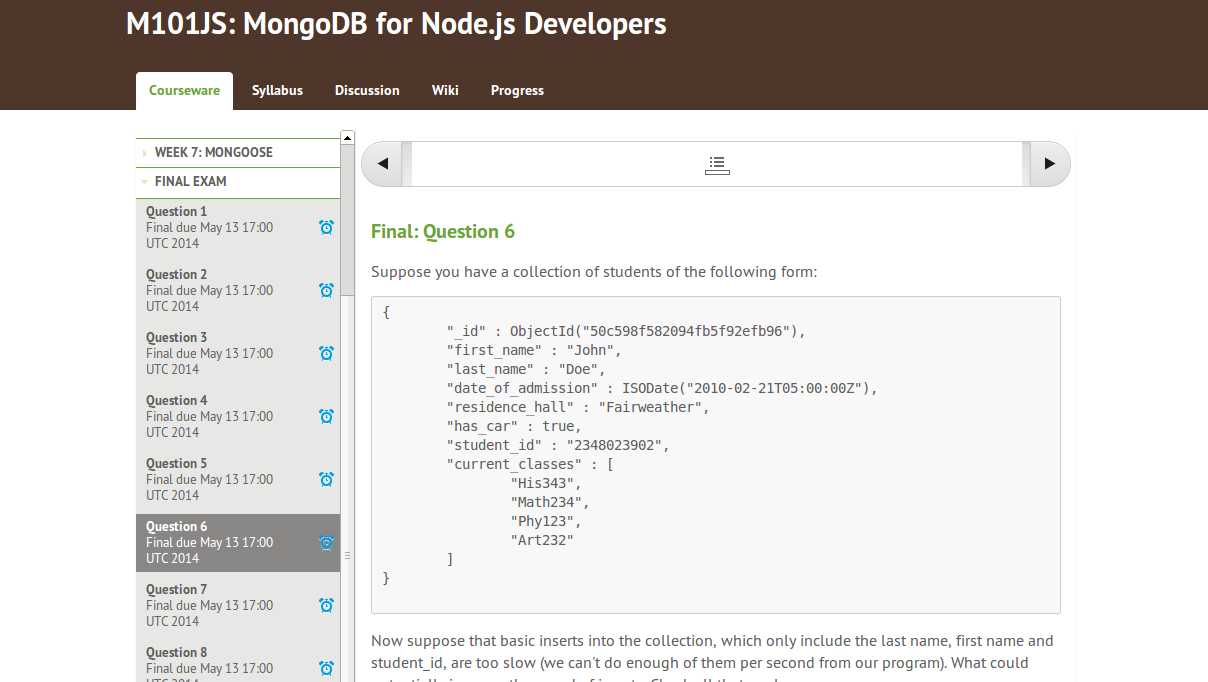 M101JS: MongoDB for Node.js Developers
Courseware
Syllabus
Discussion
Wiki
Progress
WEEK 7: MONGOOSE
FINAL EXAM
Question 1
Final due May 13 17:00
UTC 2014
Question 2
Final due May 13 17:00
UTC 2014
Question 3
Final due May 13 17:00
UTC 2014
Question 4
Final due May 13 17:00
UTC 2014
Question 5
Final due May 13 17:00
UTC 2014
Question 6
Final due May 13 17:00
UTC 2014
Question 7
Final due May 13 17:00
UTC 2014
Question 8
Final due May 13 17:00
Final: Question 6
Suppose you have a collection of students of the following form:
{
"_id" : ObjectId("50c598f582094fb5f92efb96"),
"first_name" : "John",
"last_name" : "Doe",
"date_of_admission" : ISODate("2010-02-21T05:00:00Z"),
"residence_hall" : "Fairweather",
"has_car" : true,
"student_id" : "2348023902",
"current_classes" : [
"His343",
"Math234",
"Phy123",
"Art232"
]
}
Now suppose that basic inserts into the collection, which only include the last name, first name and
student_id, are too slow (we can't do enough of them per second from our program). What could